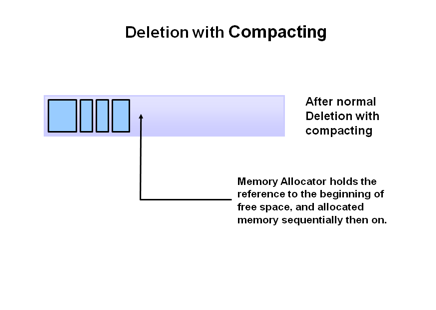 Deletion with Compacting
After normal
Deletion with
compacting
Memory Allocator holds the
reference to the beginning of
free space, and allocated
memory sequentially then on.